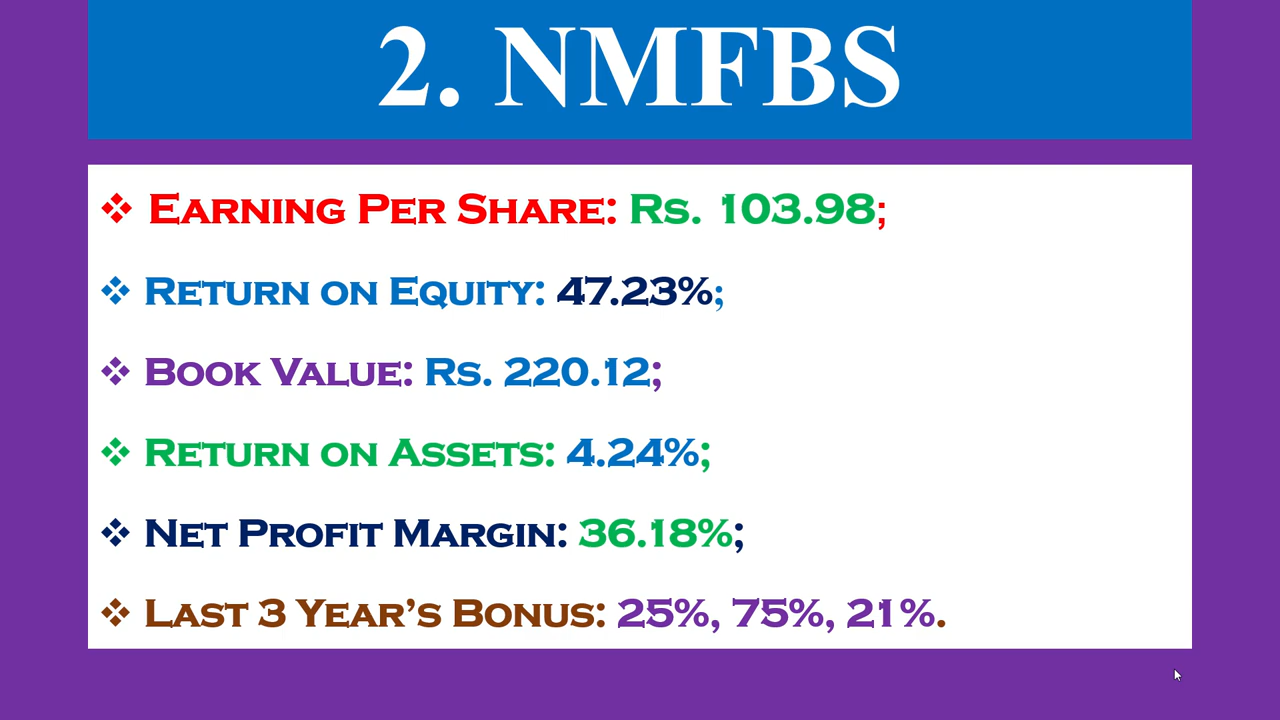 2. NMFBS
❖ Earning Per Share: Rs. 103.98;
❖ Return on Equity: 47.23%;
❖ Book Value: Rs. 220.12;
❖ Return on Assets: 4.24%;
❖ Net Profit Margin: 36.18%;
❖ Last 3 Year’s Bonus: 25%, 75%, 21%.